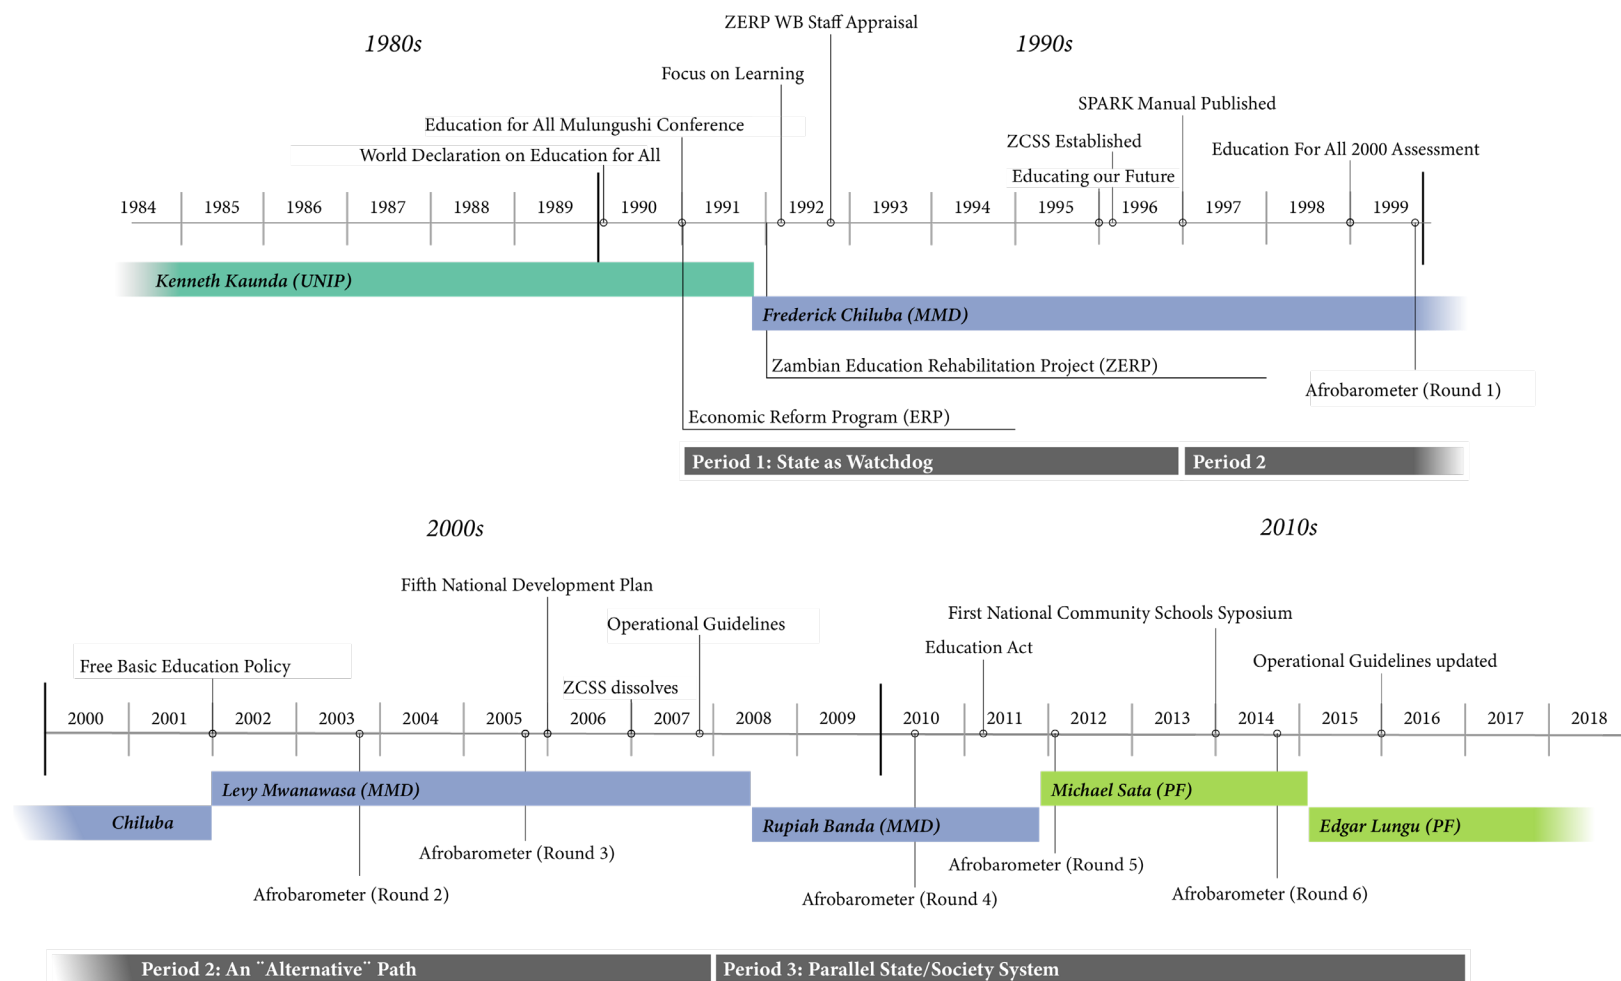 ZERP WB Staff Appraisal
1980s
1990s
Focus on Learning
SPARK Manual Published
Education for All Mulungushi Conference
ZCSS Established
World Declaration on Education for All
Education For All 2000 Assessment
Educating our Future
1984 1985 1986 1987 1988 1989 1990 1991 1992 1993 1994 1995 1996 1997 1998 1999
Kenneth Kaunda (UNIP)
Frederick Chiluba (MMD)
Zambian Education Rehabilitation Project (ZERP)
Afrobarometer (Round 1)
Economic Reform Program (ERP)
Period 1: State as Watchdog
Period 2
2000s
2010s
Fifth National Development Plan
First National Community Schools Syposium
Operational Guidelines
Education Act
Free Basic Education Policy
Operational Guidelines updated
ZCSS dissolves
2000 2001 2002 2003 2004 2005 2006 2007 2008 2009 2010 2011 2012 2013 2014 2015 2016 2017 2018
Levy Mwanawasa (MMD)
Michael Sata (PF)
Chiluba
Rupiah Banda (MMD)
Edgar Lungu (PF)
Afrobarometer (Round 3)
Afrobarometer (Round 5)
Afrobarometer (Round 2)
Afrobarometer (Round 4)
Afrobarometer (Round 6)
Period 2: An ¨Alternative¨ Path
Period 3: Parallel State/Society System